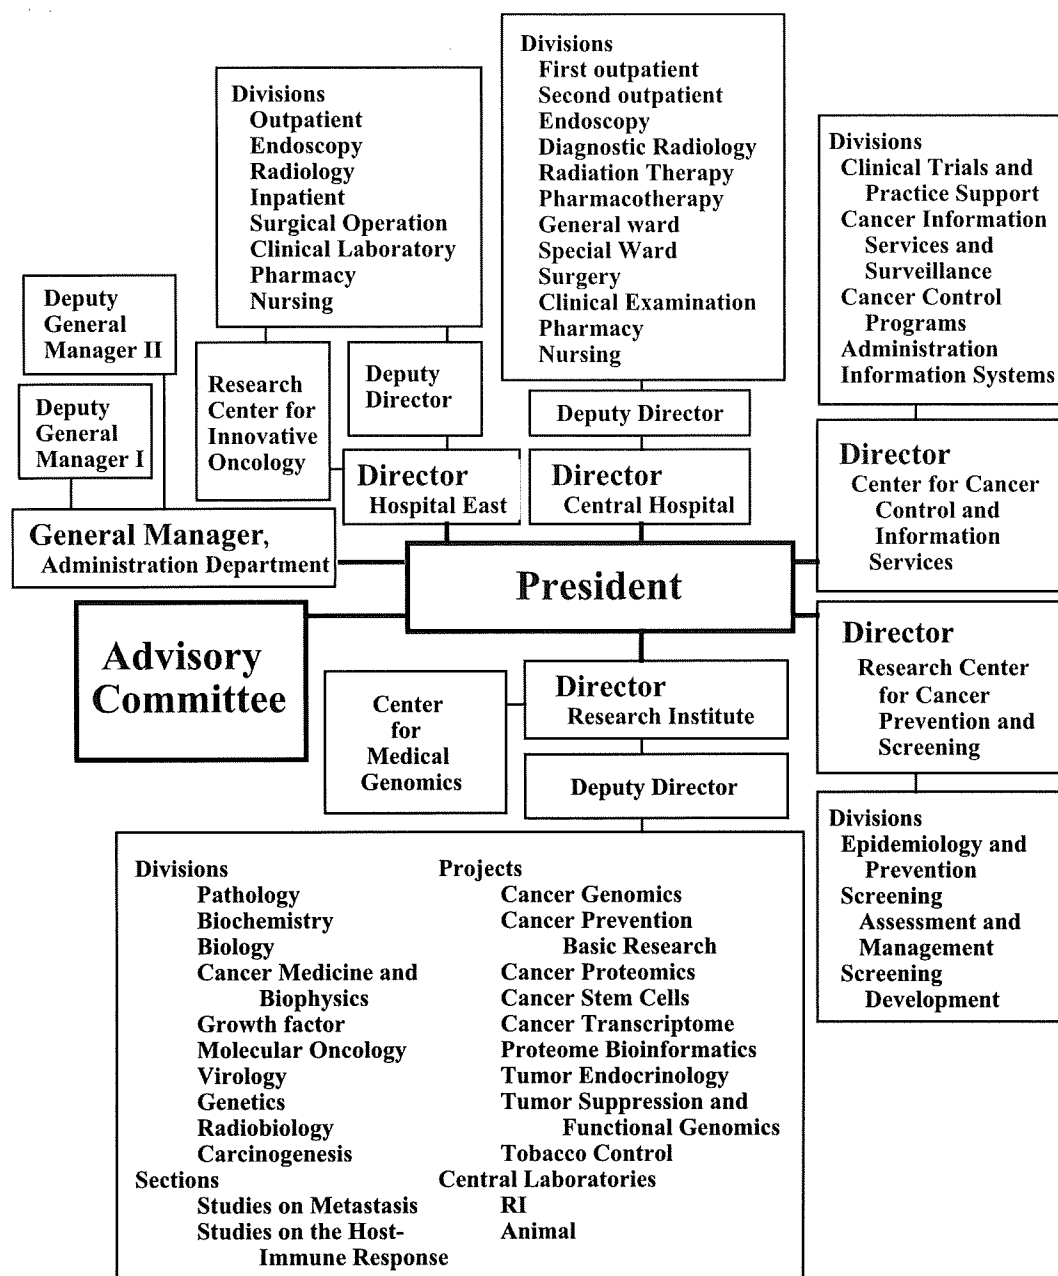 Divisions
First outpatient
Second outpatient
Endoscopy
Diagnostic Radiology
Radiation Therapy
Pharmacotherapy
General ward
Special Ward
Surgery
Clinical Examination
Pharmacy
Nursing
Divisions
Outpatient
Endoscopy
Radiology
Inpatient
Surgical Operation
Clinical Laboratory
Pharmacy
Nursing
Divisions
Clinical Trials and
Practice Support
Cancer Information
Services and
Surveillance
Cancer Control
Programs
Administration
Information Systems
Deputy
General
Manager II
Deputy
General
Manager I
Research
Center for
Innovative
Oncology
Deputy
Director
Deputy Director
Director
Hospital East
Director
Central Hospital
Director
Center for Cancer
Control and
Information
Services
General Manager,
Administration Department
President
Advisory
Committee
Director
Research Center
for Cancer
Prevention and
Screening
Center
for
Medical
Genomics
Director
Research Institute
Deputy Director
Divisions
Epidemiology and
Prevention
Screening
Assessment and
Management
Screening
Development
Divisions
Pathology
Biochemistry
Biology
Cancer Medicine and
Biophysics
Growth factor
Molecular Oncology
Virology
Genetics
Radiobiology
Carcinogenesis
Sections
Studies on Metastasis
Studies on the Host-
Immune Response
Projects
Cancer Genomics
Cancer Prevention
Basic Research
Cancer Proteomics
Cancer Stem Cells
Cancer Transcriptome
Proteome Bioinformatics
Tumor Endocrinology
Tumor Suppression and
Functional Genomics
Tobacco Control
Central Laboratories
RI
Animal